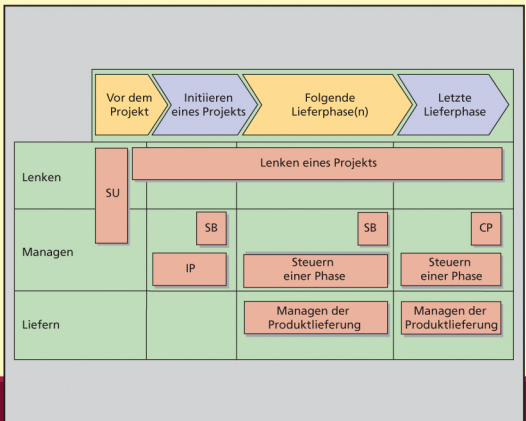 Vor dem
Projekt
Initiieren
eines Projekts
Folgende
Lieferphase(n)
Letzte
Lieferphase
Lenken
SU
Lenken eines Projekts
Managen
SB
SB
CP
IP
Steuern
einer Phase
Steuern
einer Phase
Liefern
Managen der
Produktlieferung
Managen der
Produktlieferung